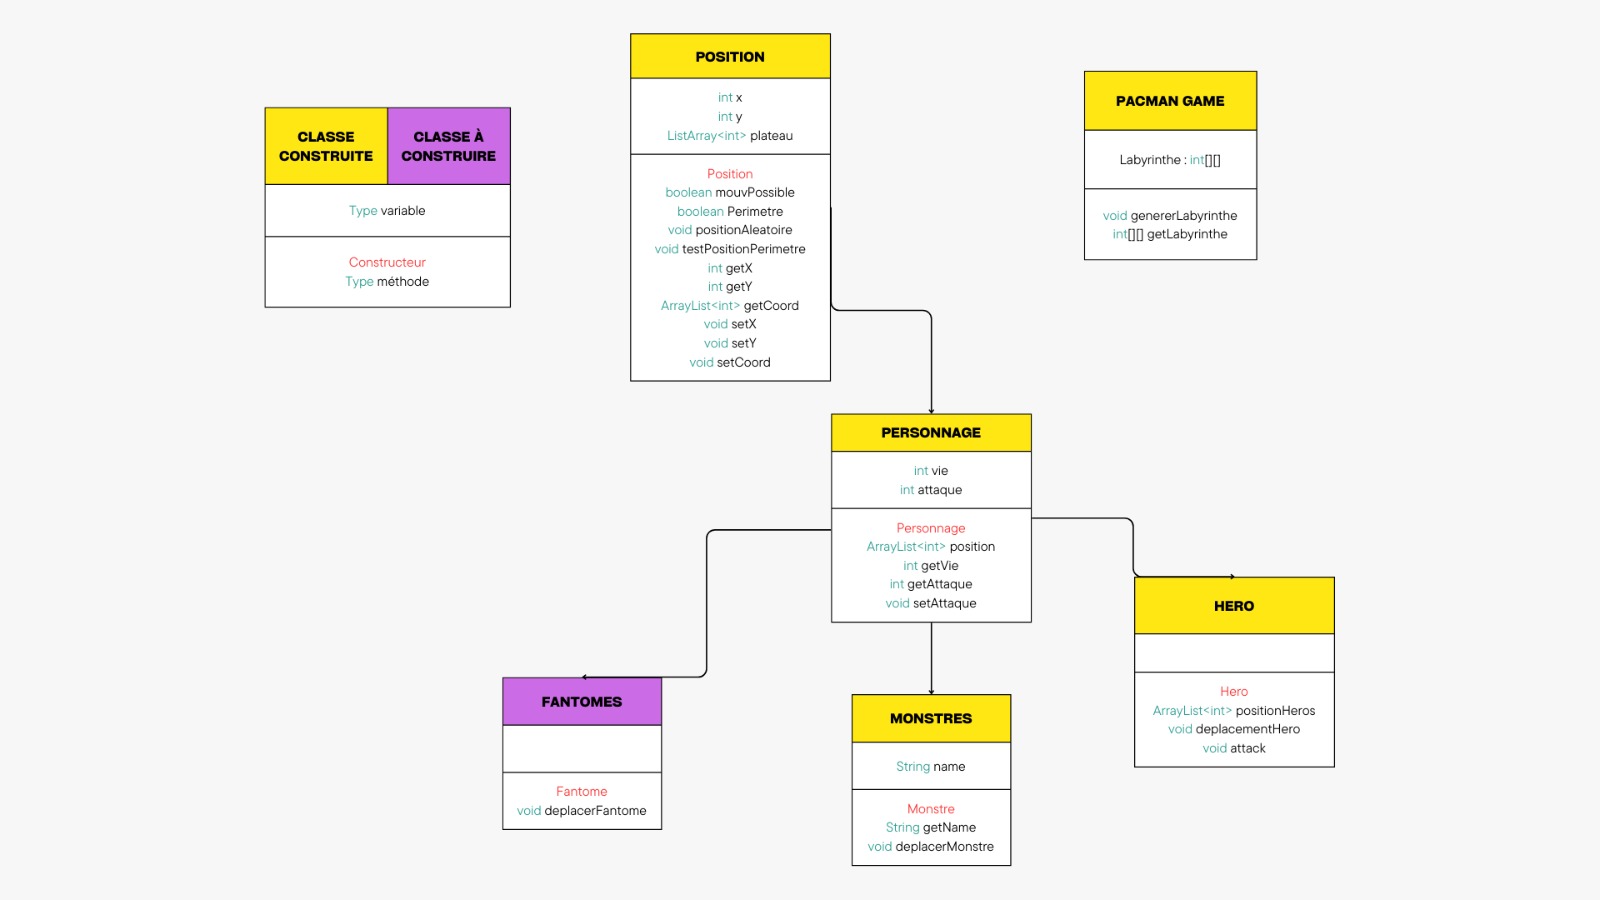 CLASSE
CONSTRUITE
CLASSE À
CONSTRUIRE
Type variable
Constructeur
Type méthode
POSITION
int x
int y
ListArray<int> plateau
Position
boolean mouvPossible
boolean Perimetre
void positionAleatoire
void testPositionPerimetre
int getX
int getY
ArrayList<int> getCoord
void setX
void setY
void setCoord
PACMAN GAME
Labyrinthe : int[][]
void genererLabyrinthe
int[][] getLabyrinthe
PERSONNAGE
int vie
int attaque
Personnage
ArrayList<int> position
int getVie
int getAttaque
void setAttaque
FANTOMES
Fantome
void deplacerFantome
MONSTRES
String name
Monstre
String getName
void deplacerMonstre
HERO
Hero
ArrayList<int> positionHeros
void deplacementHero
void attack